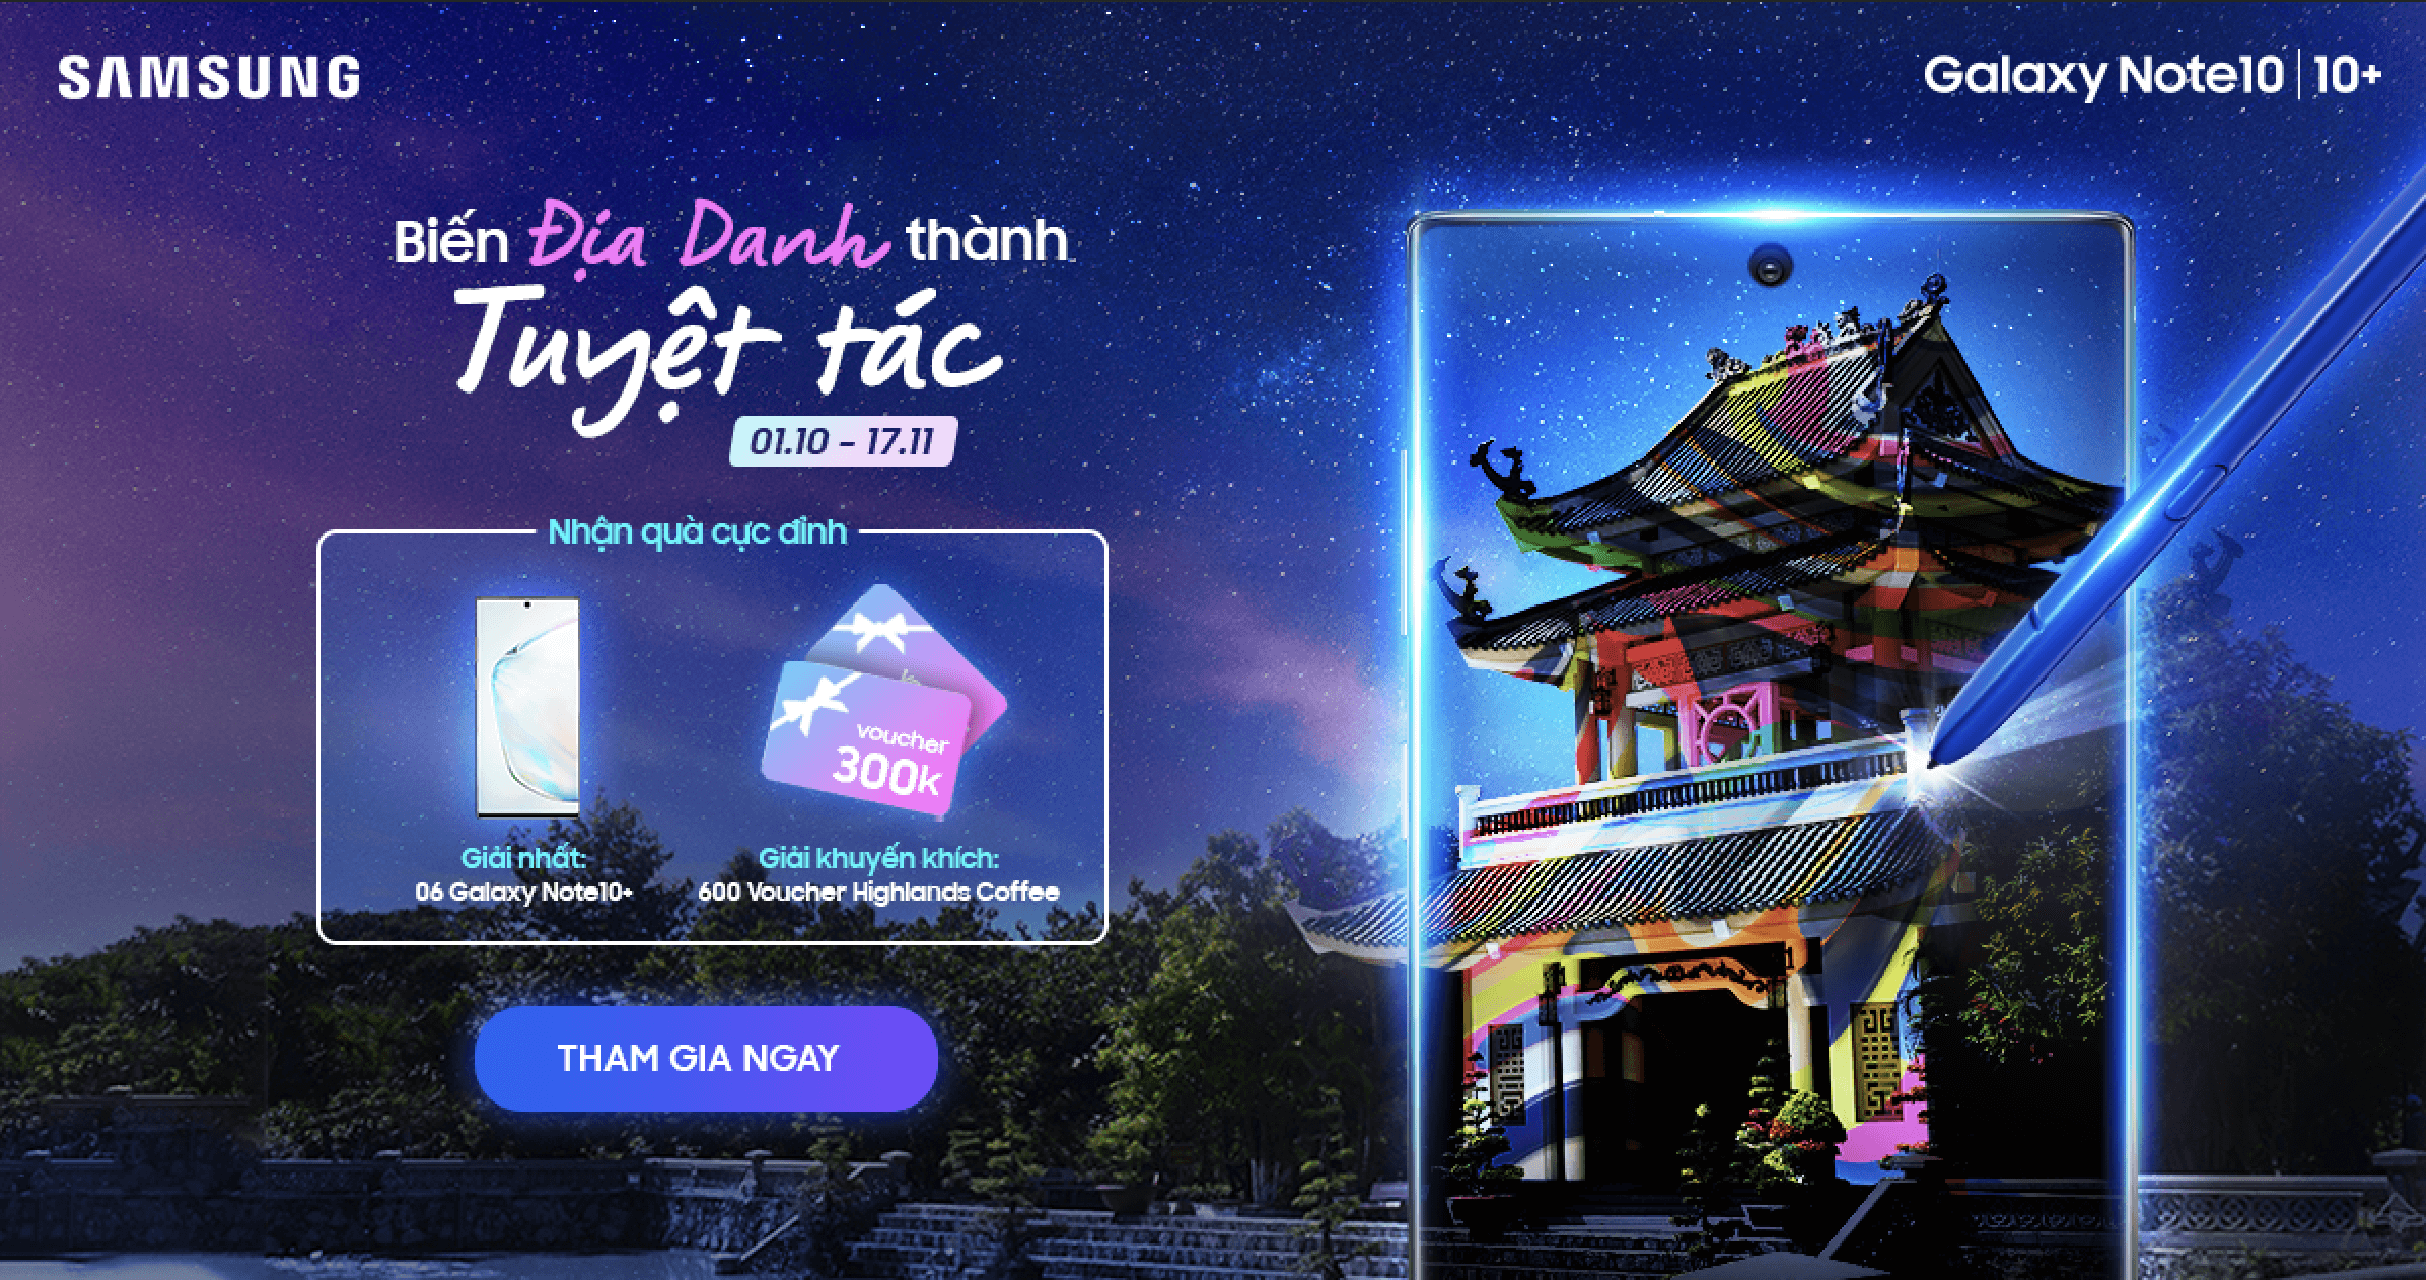 SAMSUNG
Galaxy Note10 | 10+
Biến Địa Danh thành
Tuyệt tác
01.10 - 17.11
Nhận quà cực đỉnh
voucher
300k
Giải nhất:
06 Galaxy Note10+
Giải khuyến khích:
600 Voucher Highlands Coffee
THAM GIA NGAY